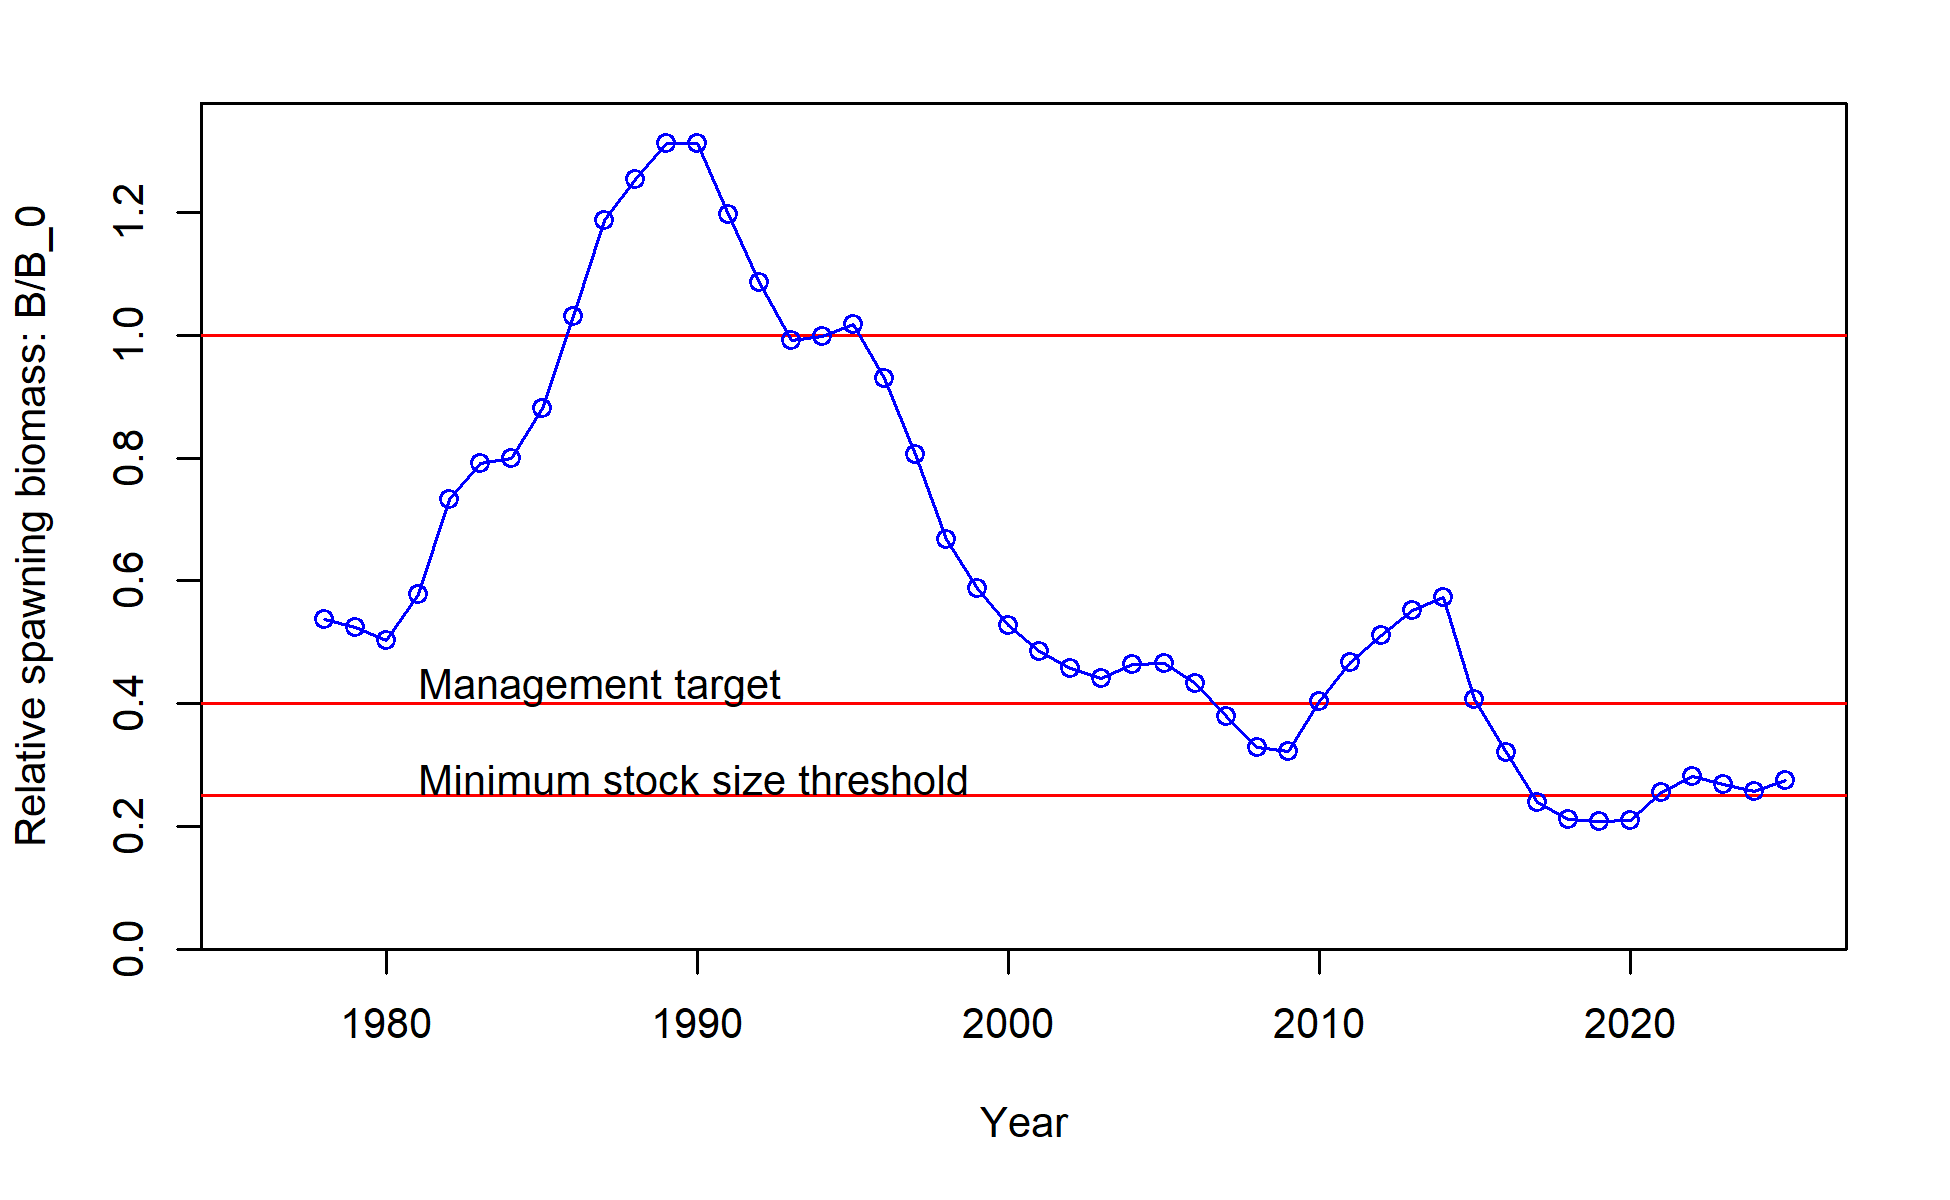 Relative spawning biomass: B/B_0
1.2
1.0
0.8
0.6
0.4
0.2
0.0
Management target
Minimum stock size threshold
1980 1990 2000 2010 2020
Year